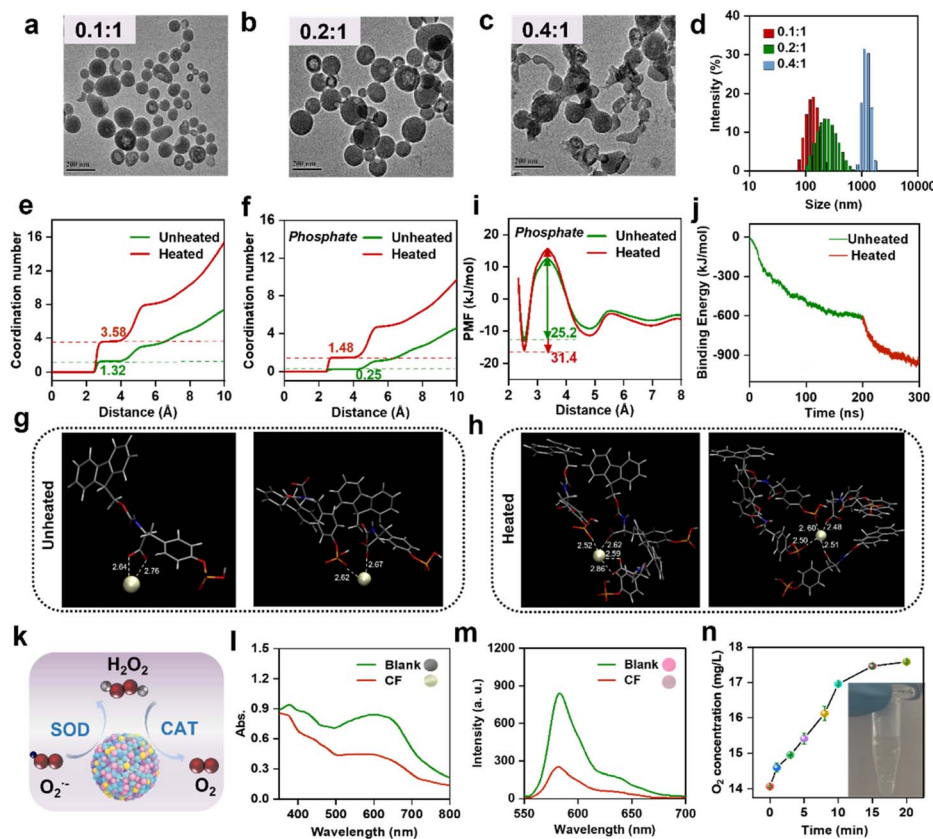 a
0.1:1
200 nm
b
0.2:1
200 nm
c
0.4:1
200 nm
d
0.1:1
0.2:1
0.4:1
Intensity (%)
40
30
20
10
0
10
100
1000
10000
Size (nm)
e
Coordination number
16
12
8
4
0
Unheated
Heated
3.58
1.32
0
2
4
6
8
10
Distance (Å)
f
Coordination number
16
12
8
4
0
Phosphate
Unheated
Heated
1.48
0.25
0
2
4
6
8
10
Distance (Å)
i
PMF (kJ/mol)
20
10
0
-10
-20
Phosphate
Unheated
Heated
25.2
31.4
2
3
4
5
6
7
8
Distance (Å)
j
Binding Energy (kJ/mol)
0
-300
-600
-900
Unheated
Heated
0
100
200
300
Time (ns)
g
Unheated
2.64
2.76
2.62
2.67
h
Heated
2.52
2.62
2.59
2.86
2.60
2.48
2.50
2.51
k
H₂O₂
SOD
CAT
O₂·-
O₂
l
Abs.
1.5
1.2
0.9
0.6
0.3
0.0
Blank
CF
400
500
600
700
800
Wavelength (nm)
m
Intensity (a. u.)
1200
900
600
300
0
Blank
CF
550
600
650
700
Wavelength (nm)
n
O₂ concentration (mg/L)
18
17
16
15
14
0
5
10
15
20
Time (min)